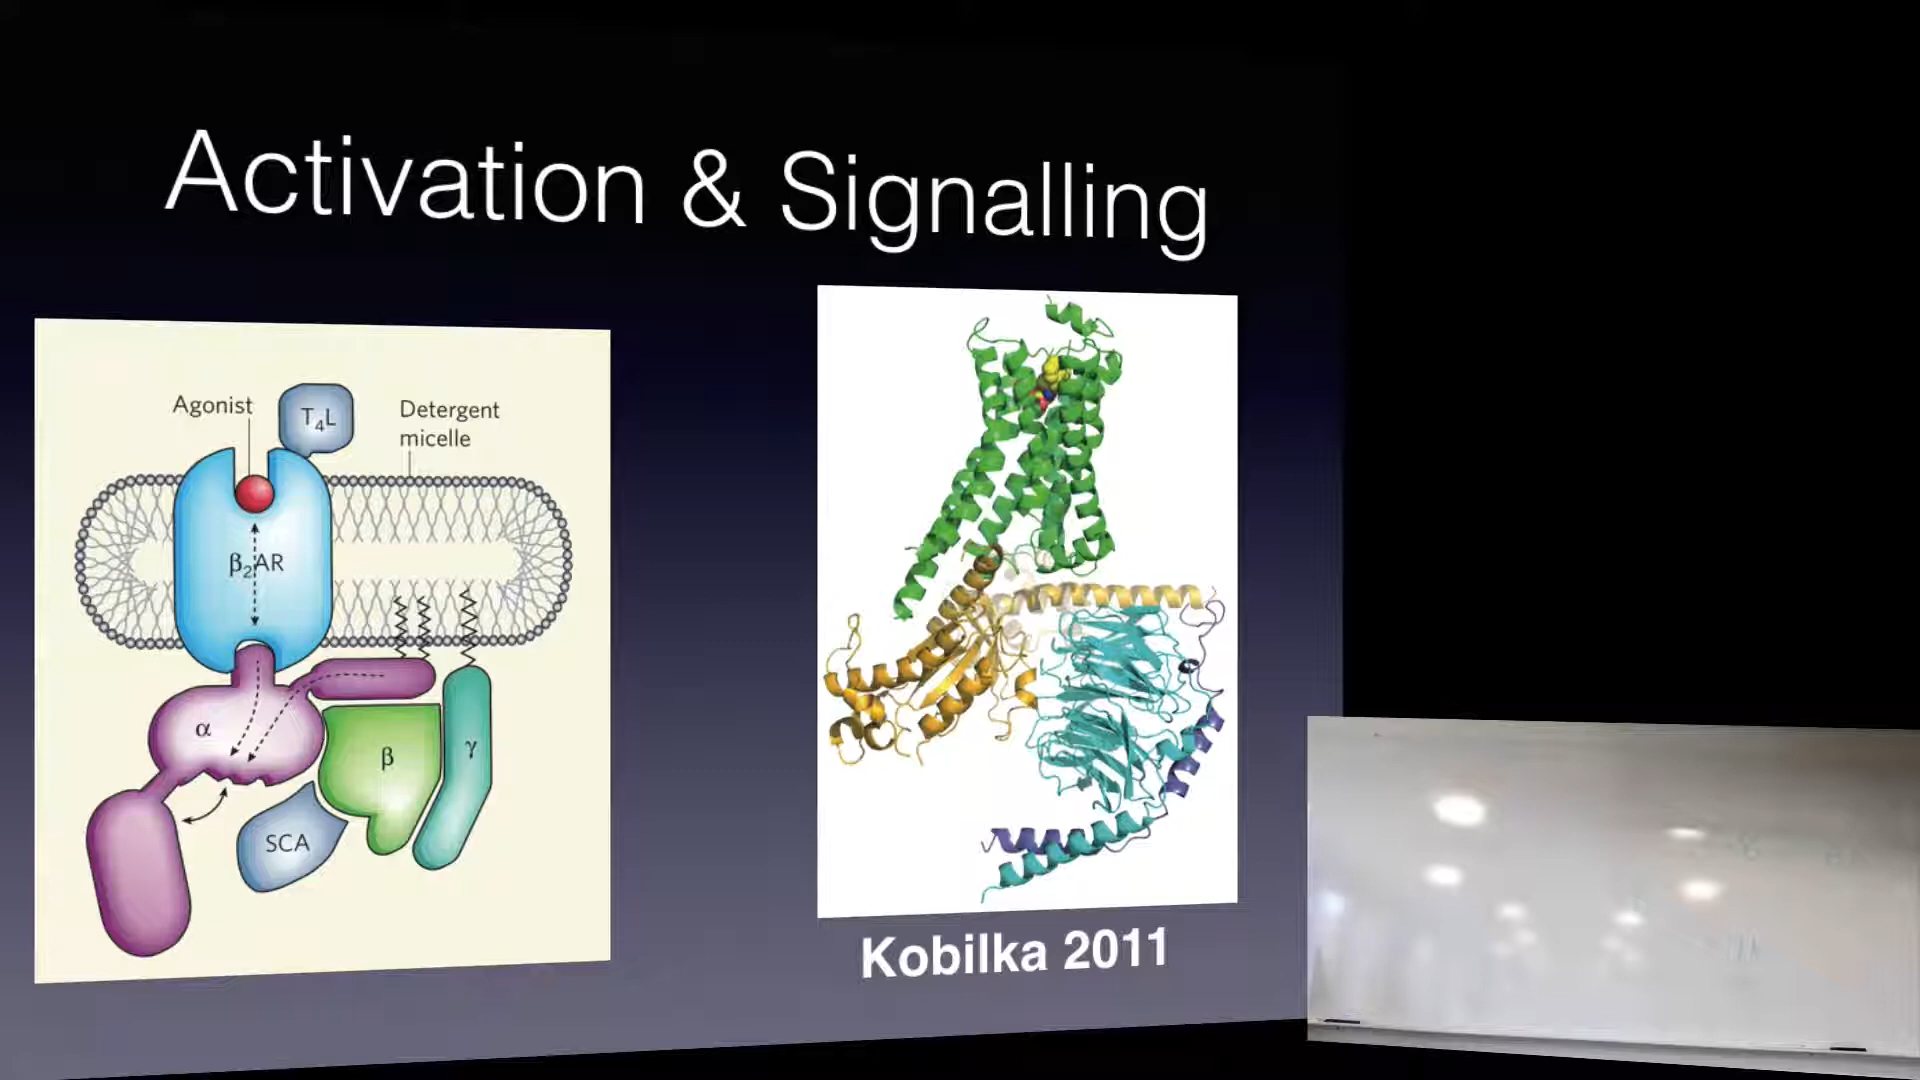 Activation & Signalling
Agonist
T4L
Detergent
micelle
β2AR
α
β
γ
SCA
Kobilka 2011